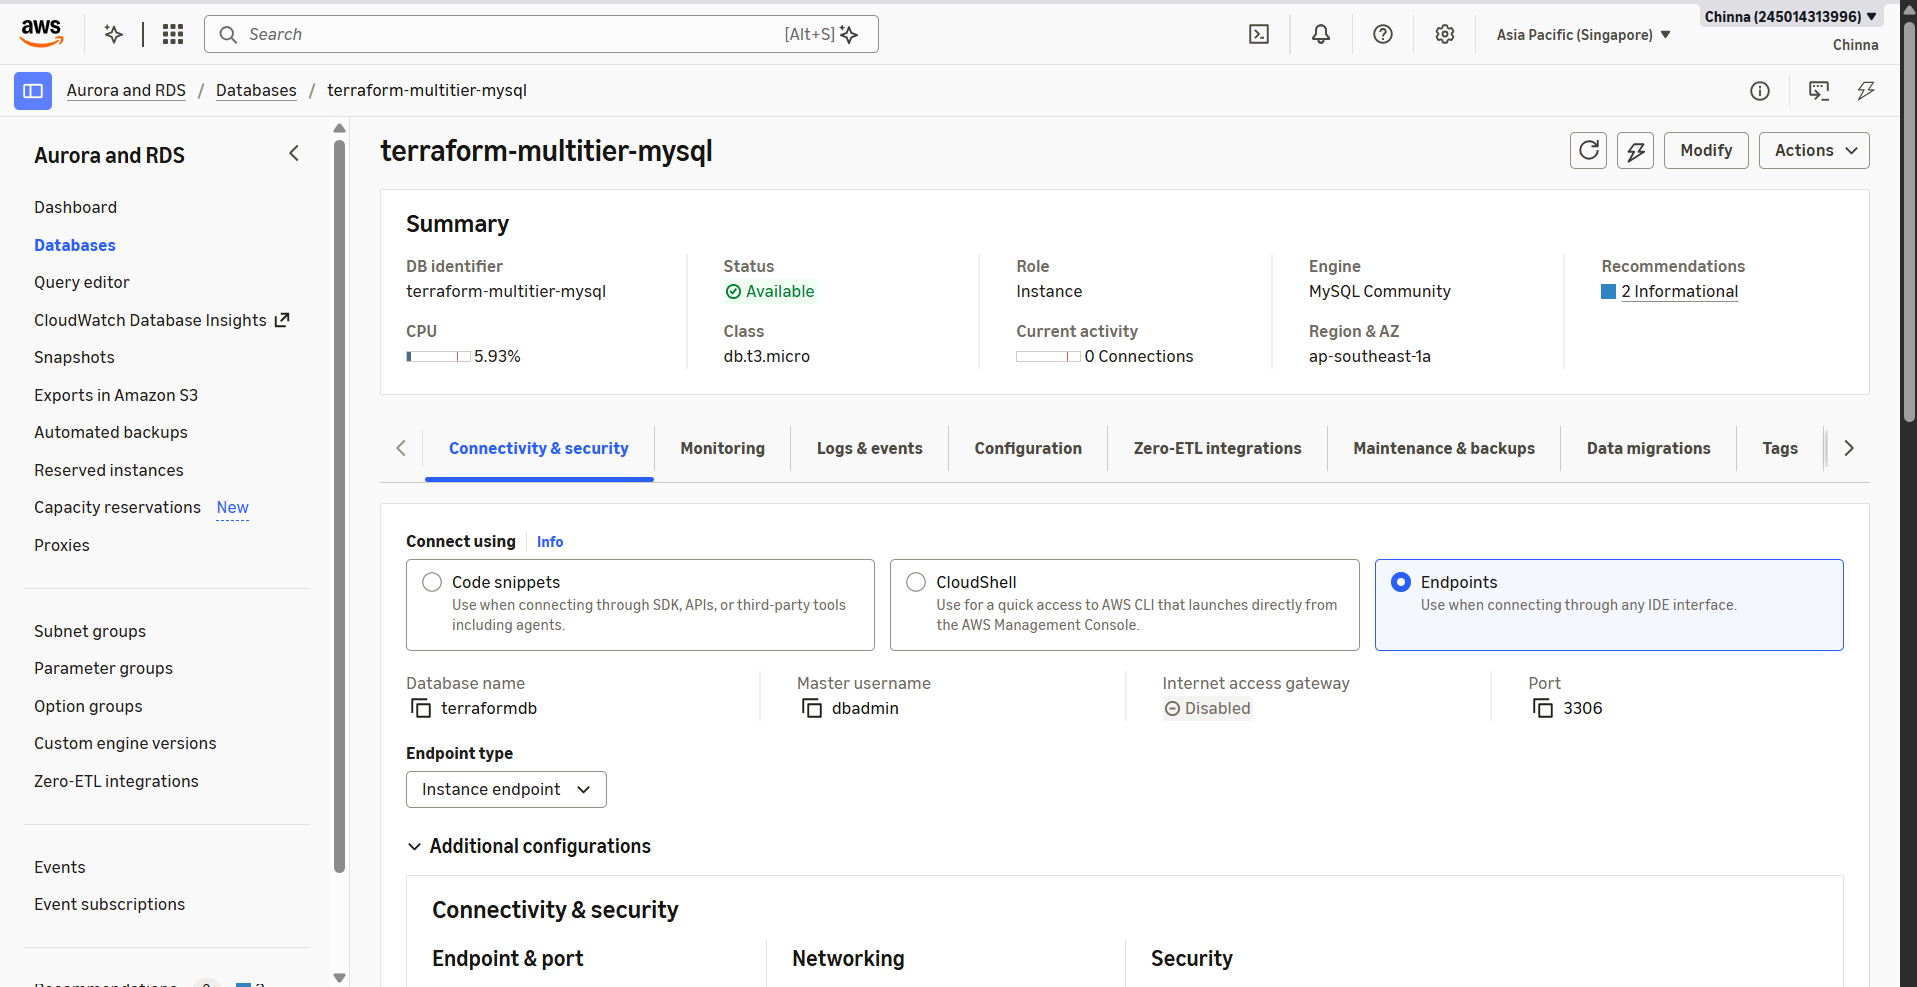 aws
Search [Alt+S]
Asia Pacific (Singapore) ▼
Chinna (245014313996) ▼
Chinna
Aurora and RDS / Databases / terraform-multitier-mysql
Aurora and RDS
Dashboard
Databases
Query editor
CloudWatch Database Insights
Snapshots
Exports in Amazon S3
Automated backups
Reserved instances
Capacity reservations New
Proxies
Subnet groups
Parameter groups
Option groups
Custom engine versions
Zero-ETL integrations
Events
Event subscriptions
Recommendations
terraform-multitier-mysql
Modify
Actions
Summary
DB identifier
terraform-multitier-mysql
Status
Available
Role
Instance
Engine
MySQL Community
Recommendations
2 Informational
CPU
5.93%
Class
db.t3.micro
Current activity
0 Connections
Region & AZ
ap-southeast-1a
Connectivity & security
Monitoring
Logs & events
Configuration
Zero-ETL integrations
Maintenance & backups
Data migrations
Tags
Connect using Info
Code snippets
Use when connecting through SDK, APIs, or third-party tools
including agents.
CloudShell
Use for a quick access to AWS CLI that launches directly from
the AWS Management Console.
Endpoints
Use when connecting through any IDE interface.
Database name
terraformdb
Master username
dbadmin
Internet access gateway
Disabled
Port
3306
Endpoint type
Instance endpoint
Additional configurations
Connectivity & security
Endpoint & port
Networking
Security